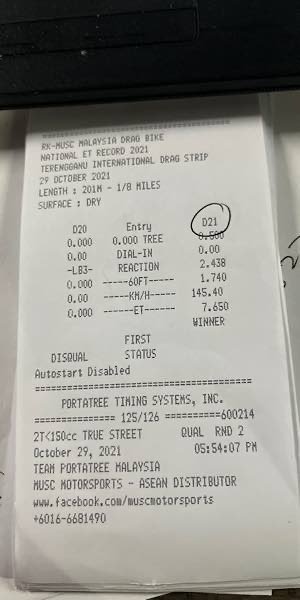 =====================================
RK-MUSC MALAYSIA DRAG BIKE
NATIONAL ET RECORD 2021
TERENGGANU INTERNATIONAL DRAG STRIP
29 OCTOBER 2021
LENGTH : 201M - 1/8 MILES
SURFACE : DRY
D20 Entry D21
0.000 0.000 TREE 0.500
0.00 DIAL-IN 0.00
-LB3- REACTION 2.438
0.000 -----60FT----- 1.740
0.00 -----KM/H----- 145.40
0.000 ------ET------ 7.650
WINNER
FIRST
DISQUAL STATUS
Autostart Disabled
=====================================
PORTATREE TIMING SYSTEMS, INC.
============== 125/126 ==========600214
2T<150cc TRUE STREET QUAL RND 2
October 29, 2021 05:54:07 PM
TEAM PORTATREE MALAYSIA
MUSC MOTORSPORTS - ASEAN DISTRIBUTOR
www.facebook.com/muscmotorsports
+6016-6681490